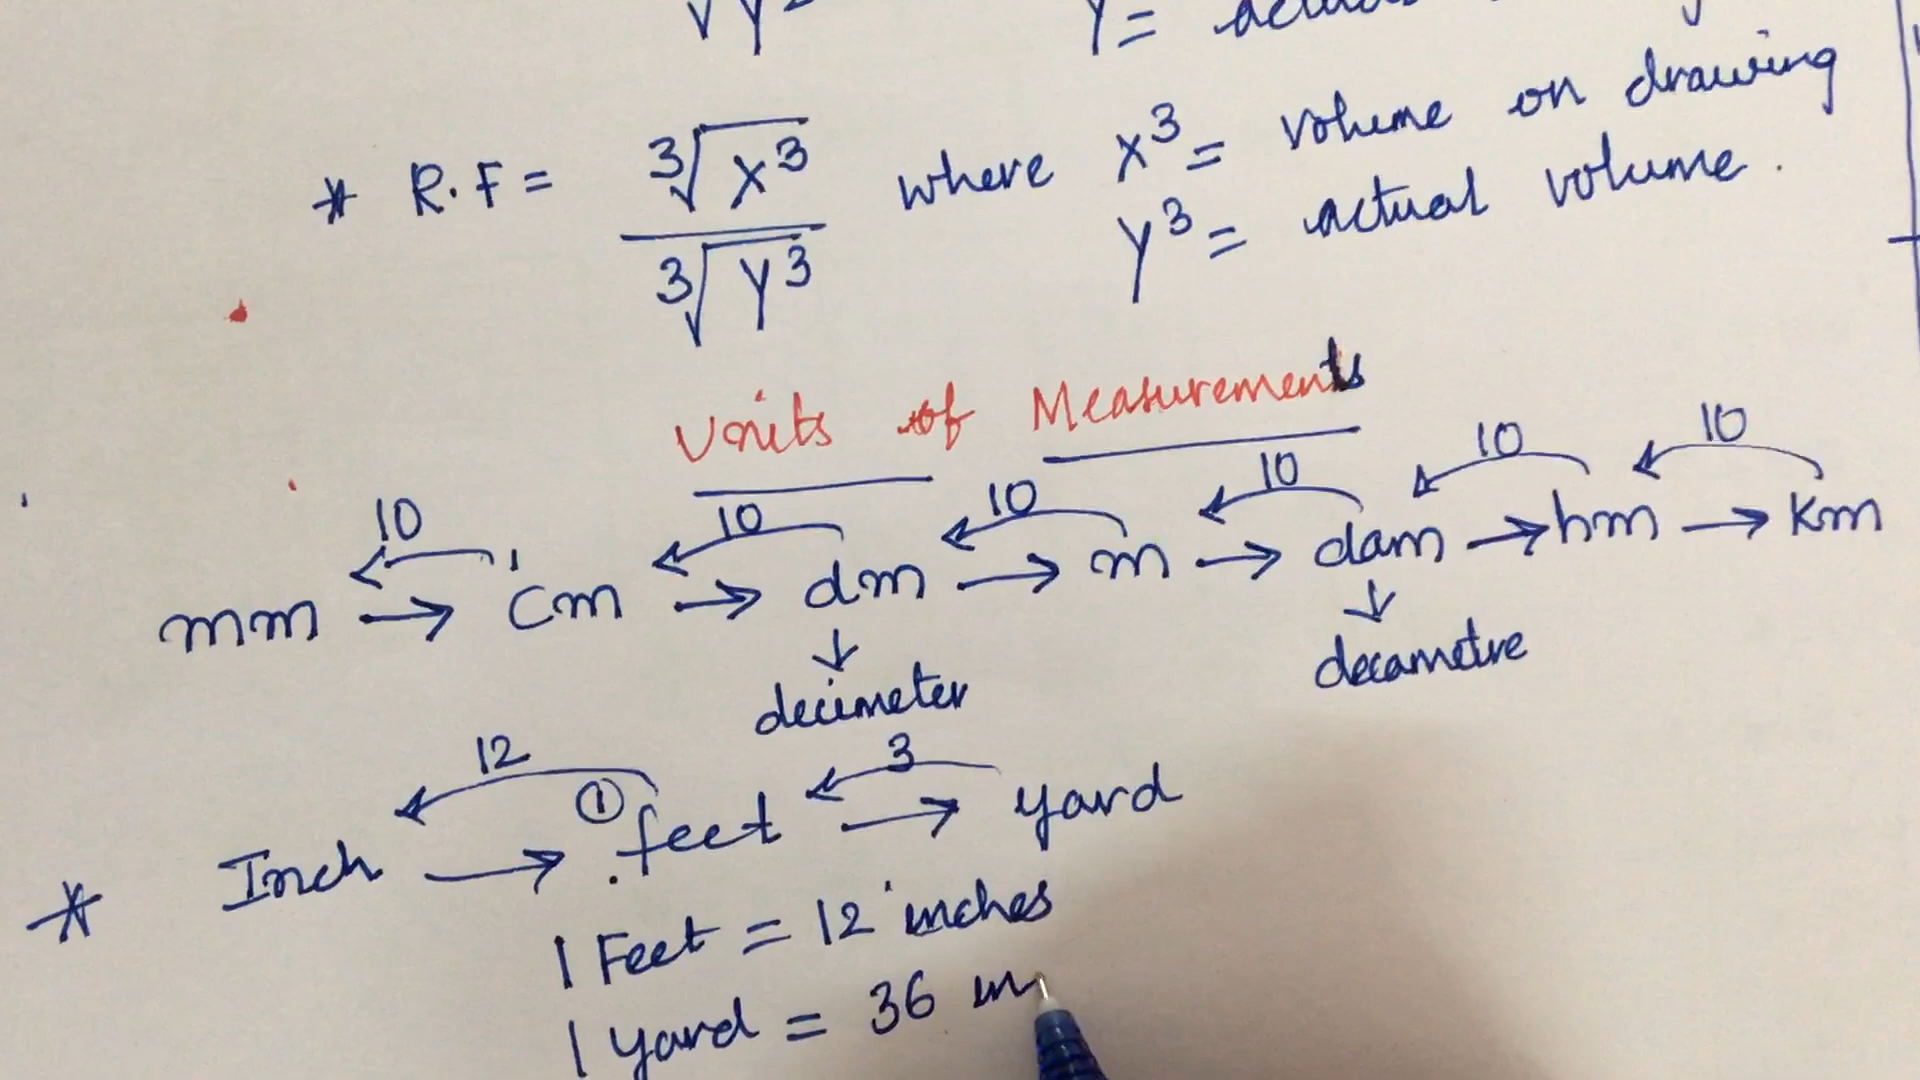 Y= actual
* R.F = ∛x³ / ∛y³ where x³ = volume on drawing
y³ = actual volume.
Units of Measurements
10 10 10 10 10 10
mm → cm → dm → m → dam → hm → km
↓ decimeter ↓ decametre
12 3
* Inch → ① feet → yard
1 Feet = 12 inches
1 yard = 36 in